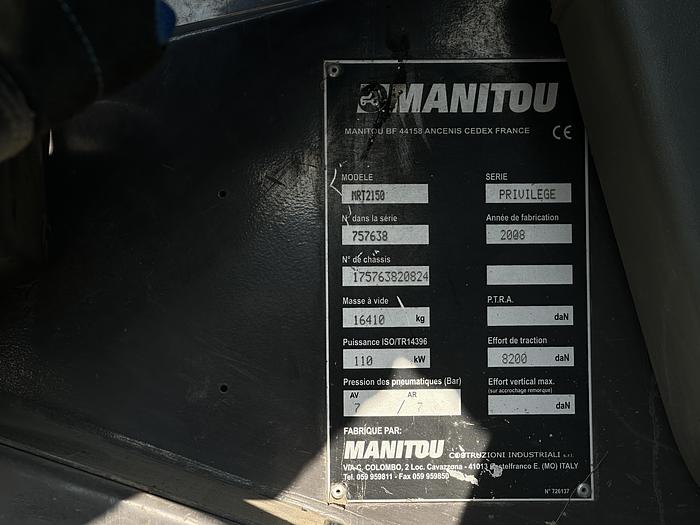 MANITOU
MANITOU BF 44158 ANCENIS CEDEX FRANCE CE
MODELE SERIE
MRT2150 PRIVILEGE
N° dans la série Année de fabrication
757638 2008
N° de chassis
175763820824
Masse à vide P.T.R.A.
16410 kg daN
Puissance ISO/TR14396 Effort de traction
110 kW 8200 daN
Pression des pneumatiques (Bar) Effort vertical max.
(sur accrochage remorque)
AV AR
7 / 7 daN
FABRIQUE PAR:
MANITOU COSTRUZIONI INDUSTRIALI s.r.l.
VIA C. COLOMBO, 2 Loc. Cavazzona - 41013 Castelfranco E. (MO) ITALY
Tel. 059 959811 - Fax 059 959850
N° 726137